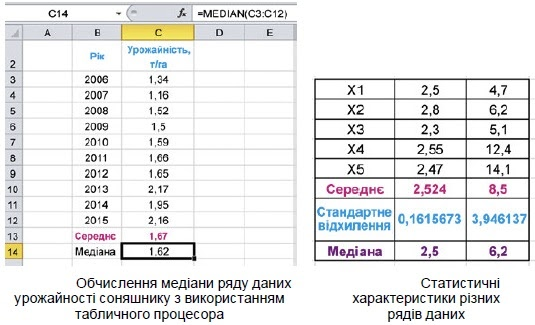 C14 fx =MEDIAN(C3:C12)
A B C D E
2 Рік Урожайність, т/га
3 2006 1,34
4 2007 1,16
5 2008 1,52
6 2009 1,5
7 2010 1,59
8 2011 1,66
9 2012 1,65
10 2013 2,17
11 2014 1,95
12 2015 2,16
13 Середнє 1,67
14 Медіана 1,62
Обчислення медіани ряду даних
урожайності соняшнику з використанням
табличного процесора
X1 2,5 4,7
X2 2,8 6,2
X3 2,3 5,1
X4 2,55 12,4
X5 2,47 14,1
Середнє 2,524 8,5
Стандартне
відхилення 0,1615673 3,946137
Медіана 2,5 6,2
Статистичні
характеристики різних
рядів даних